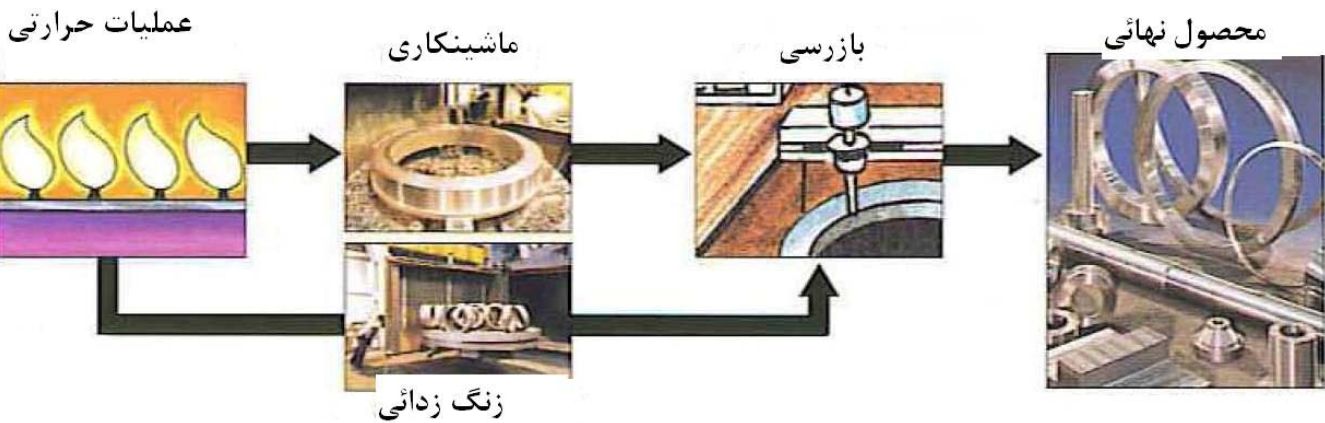 عملیات حرارتی
ماشینکاری
بازرسی
محصول نهائی
زنگ زدائی